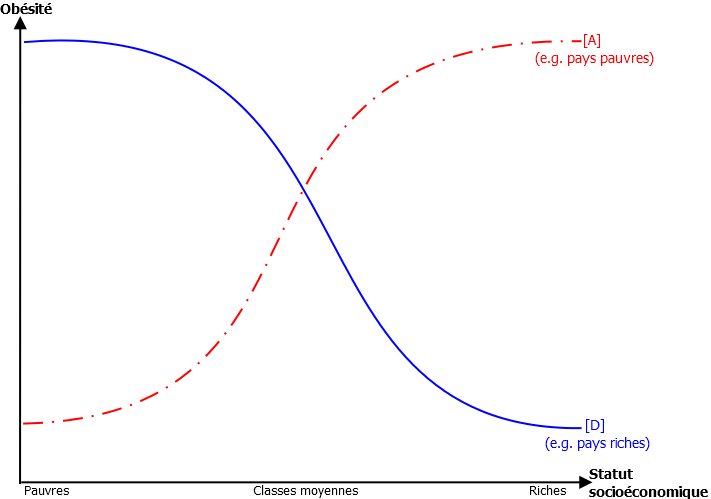 Obésité
[A]
(e.g. pays pauvres)
[D]
(e.g. pays riches)
Statut
socioéconomique
Pauvres
Classes moyennes
Riches